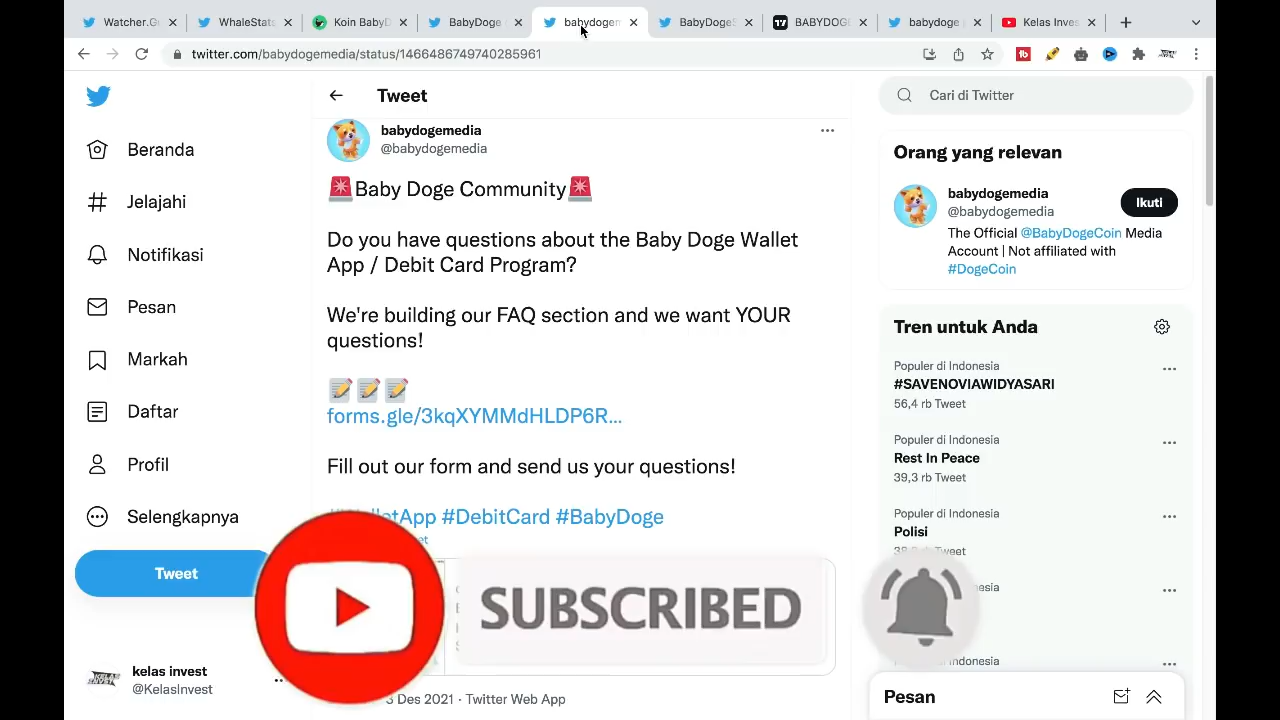 Watcher.G
WhaleStats
Koin BabyD
BabyDoge
babydogem
BabyDogeS
BABYDOGE
babydoge
Kelas Inves
twitter.com/babydogemedia/status/1466486749740285961
Beranda
Jelajahi
Notifikasi
Pesan
Markah
Daftar
Profil
Selengkapnya
Tweet
kelas invest
@KelasInvest
Tweet
babydogemedia
@babydogemedia
🚨Baby Doge Community🚨
Do you have questions about the Baby Doge Wallet
App / Debit Card Program?
We're building our FAQ section and we want YOUR
questions!
📝📝📝
forms.gle/3kqXYMMdHLDP6R...
Fill out our form and send us your questions!
#DebitCard #BabyDoge
Des 2021 · Twitter Web App
SUBSCRIBED
Cari di Twitter
Orang yang relevan
babydogemedia
@babydogemedia
Ikuti
The Official @BabyDogeCoin Media
Account | Not affiliated with
#DogeCoin
Tren untuk Anda
Populer di Indonesia
#SAVENOVIAWIDYASARI
56,4 rb Tweet
Populer di Indonesia
Rest In Peace
39,3 rb Tweet
Populer di Indonesia
Polisi
Tweet
Pesan